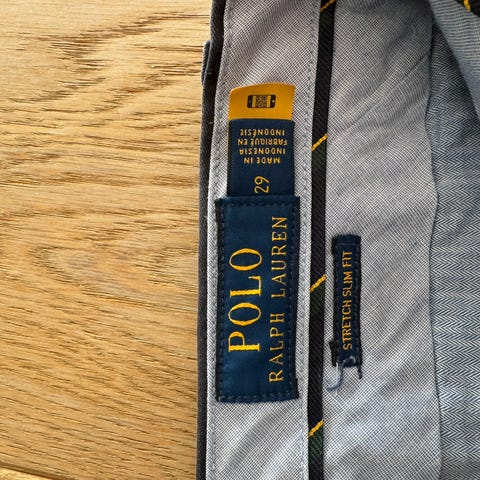 POLO
RALPH LAUREN
29
MADE IN
INDONESIA
FABRIQUÉ EN
INDONÉSIE
STRETCH SLIM FIT